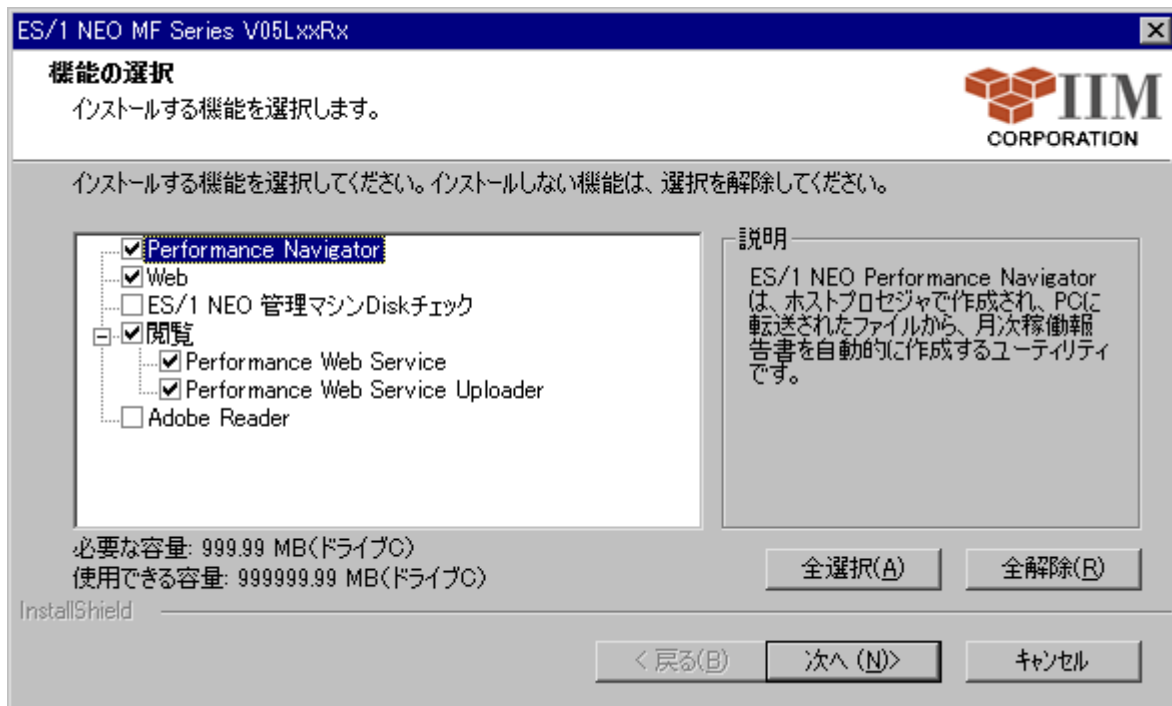 ES/1 NEO MF Series V05LxxRx
機能の選択
インストールする機能を選択します。
IIM
CORPORATION
インストールする機能を選択してください。インストールしない機能は、選択を解除してください。
Performance Navigator
Web
ES/1 NEO 管理マシンDiskチェック
閲覧
Performance Web Service
Performance Web Service Uploader
Adobe Reader
説明
ES/1 NEO Performance Navigator
は、ホストプロセジャで作成され、PCに
転送されたファイルから、月次稼働報
告書を自動的に作成するユーティリティ
です。
必要な容量: 999.99 MB(ドライブC)
使用できる容量: 999999.99 MB(ドライブC)
全選択(A)
全解除(R)
InstallShield
< 戻る(B)
次へ (N)>
キャンセル